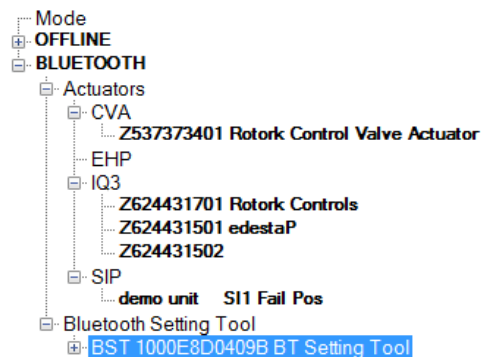 Mode
OFFLINE
BLUETOOTH
Actuators
CVA
Z537373401 Rotork Control Valve Actuator
EHP
IQ3
Z624431701 Rotork Controls
Z624431501 edestaP
Z624431502
SIP
demo unit SI1 Fail Pos
Bluetooth Setting Tool
BST 1000E8D0409B BT Setting Tool